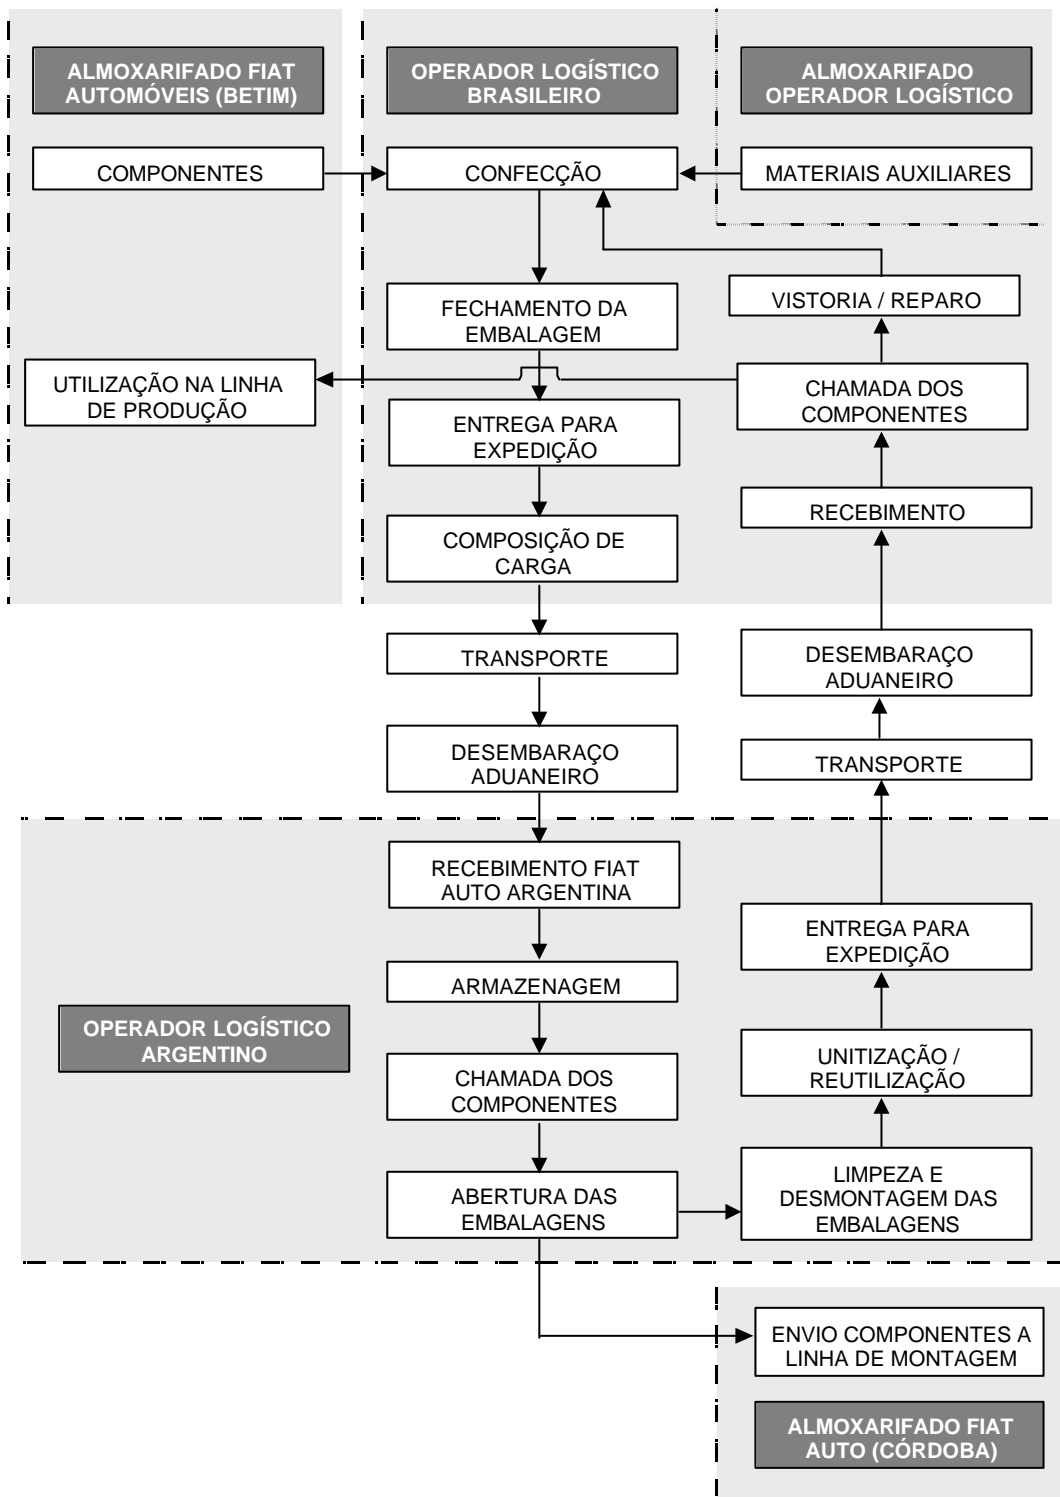 ALMOXARIFADO FIAT
AUTOMÓVEIS (BETIM)
OPERADOR LOGÍSTICO
BRASILEIRO
ALMOXARIFADO
OPERADOR LOGÍSTICO
COMPONENTES
CONFECÇÃO
MATERIAIS AUXILIARES
FECHAMENTO DA
EMBALAGEM
VISTORIA / REPARO
UTILIZAÇÃO NA LINHA
DE PRODUÇÃO
CHAMADA DOS
COMPONENTES
ENTREGA PARA
EXPEDIÇÃO
RECEBIMENTO
COMPOSIÇÃO DE
CARGA
TRANSPORTE
DESEMBARAÇO
ADUANEIRO
DESEMBARAÇO
ADUANEIRO
TRANSPORTE
RECEBIMENTO FIAT
AUTO ARGENTINA
ENTREGA PARA
EXPEDIÇÃO
ARMAZENAGEM
OPERADOR LOGÍSTICO
ARGENTINO
CHAMADA DOS
COMPONENTES
UNITIZAÇÃO /
REUTILIZAÇÃO
ABERTURA DAS
EMBALAGENS
LIMPEZA E
DESMONTAGEM DAS
EMBALAGENS
ENVIO COMPONENTES A
LINHA DE MONTAGEM
ALMOXARIFADO FIAT
AUTO (CÓRDOBA)